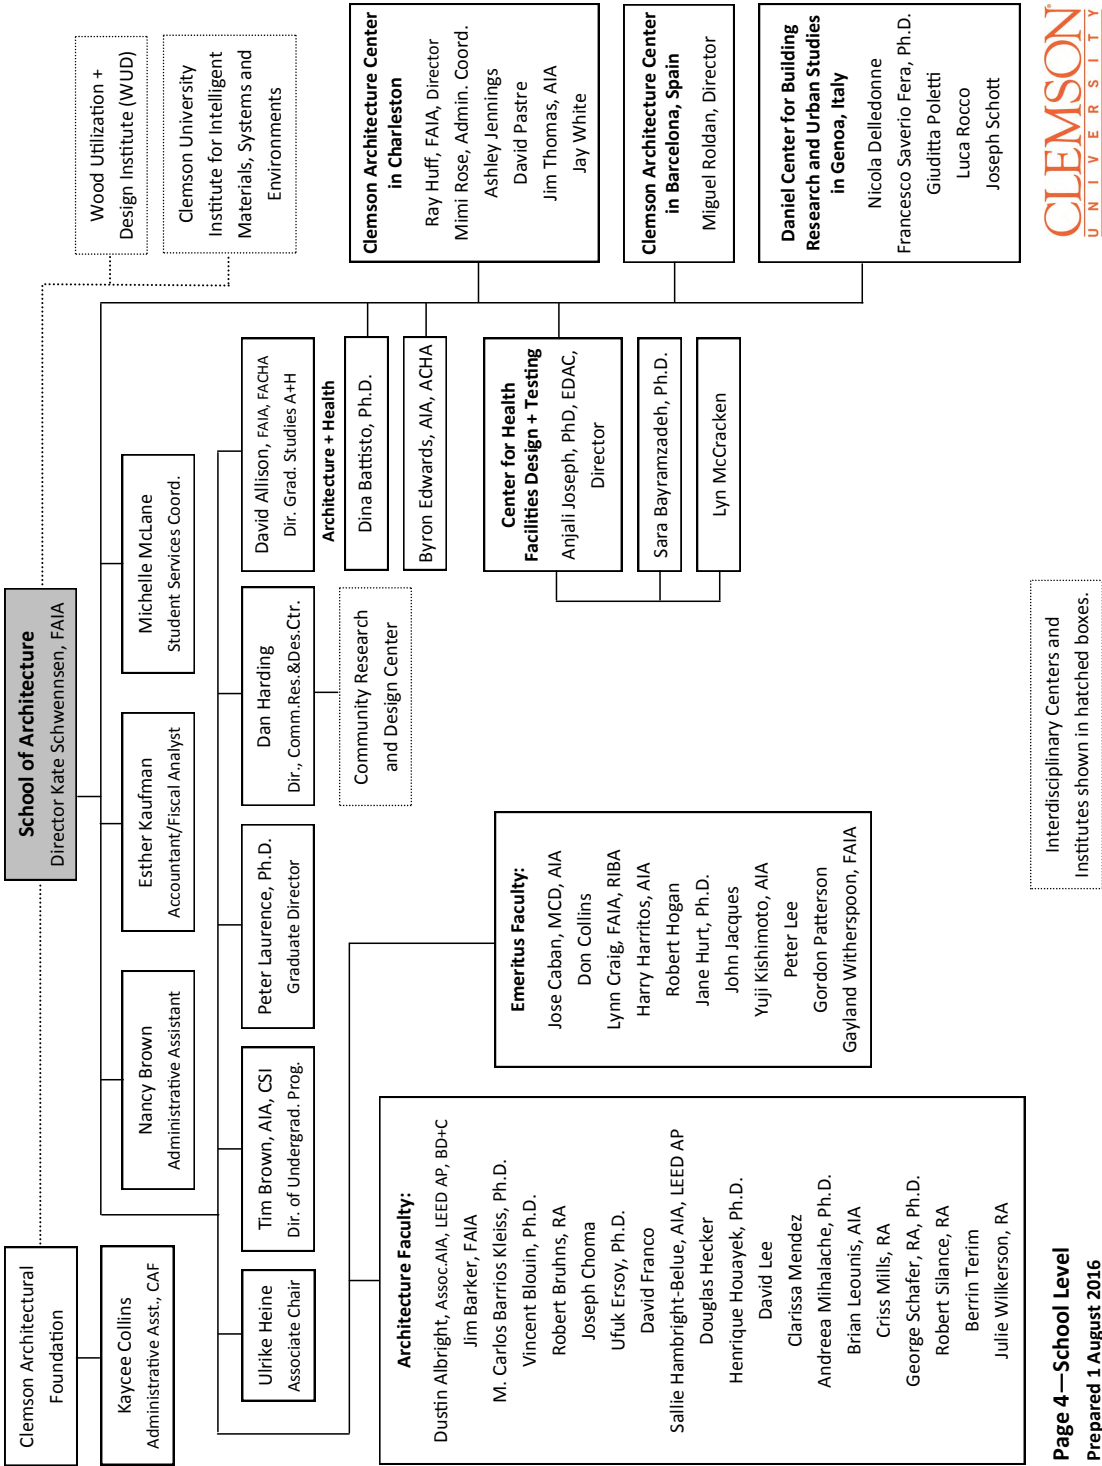 School of Architecture
Director Kate Schwennsen, FAIA
Clemson Architectural
Foundation
Kaycee Collins
Administrative Asst., CAF
Wood Utilization +
Design Institute (WUD)
Clemson University
Institute for Intelligent
Materials, Systems and
Environments
Nancy Brown
Administrative Assistant
Esther Kaufman
Accountant/Fiscal Analyst
Michelle McLane
Student Services Coord.
Ulrike Heine
Associate Chair
Tim Brown, AIA, CSI
Dir. of Undergrad. Prog.
Peter Laurence, Ph.D.
Graduate Director
Dan Harding
Dir., Comm.Res.&Des.Ctr.
Community Research
and Design Center
David Allison, FAIA, FACHA
Dir. Grad. Studies A+H
Architecture + Health
Dina Battisto, Ph.D.
Byron Edwards, AIA, ACHA
Center for Health
Facilities Design + Testing
Anjali Joseph, PhD, EDAC,
Director
Sara Bayramzadeh, Ph.D.
Lyn McCracken
Clemson Architecture Center
in Charleston
Ray Huff, FAIA, Director
Mimi Rose, Admin. Coord.
Ashley Jennings
David Pastre
Jim Thomas, AIA
Jay White
Clemson Architecture Center
in Barcelona, Spain
Miguel Roldan, Director
Daniel Center for Building
Research and Urban Studies
in Genoa, Italy
Nicola Delledonne
Francesco Saverio Fera, Ph.D.
Giuditta Poletti
Luca Rocco
Joseph Schott
Architecture Faculty:
Dustin Albright, Assoc.AIA, LEED AP, BD+C
Jim Barker, FAIA
M. Carlos Barrios Kleiss, Ph.D.
Vincent Blouin, Ph.D.
Robert Bruhns, RA
Joseph Choma
Ufuk Ersoy, Ph.D.
David Franco
Sallie Hambright-Belue, AIA, LEED AP
Douglas Hecker
Henrique Houayek, Ph.D.
David Lee
Clarissa Mendez
Andreea Mihalache, Ph.D.
Brian Leounis, AIA
Criss Mills, RA
George Schafer, RA, Ph.D.
Robert Silance, RA
Berrin Terim
Julie Wilkerson, RA
Emeritus Faculty:
Jose Caban, MCD, AIA
Don Collins
Lynn Craig, FAIA, RIBA
Harry Harritos, AIA
Robert Hogan
Jane Hurt, Ph.D.
John Jacques
Yuji Kishimoto, AIA
Peter Lee
Gordon Patterson
Gayland Witherspoon, FAIA
Interdisciplinary Centers and
Institutes shown in hatched boxes.
Page 4—School Level
Prepared 1 August 2016
CLEMSON
UNIVERSITY